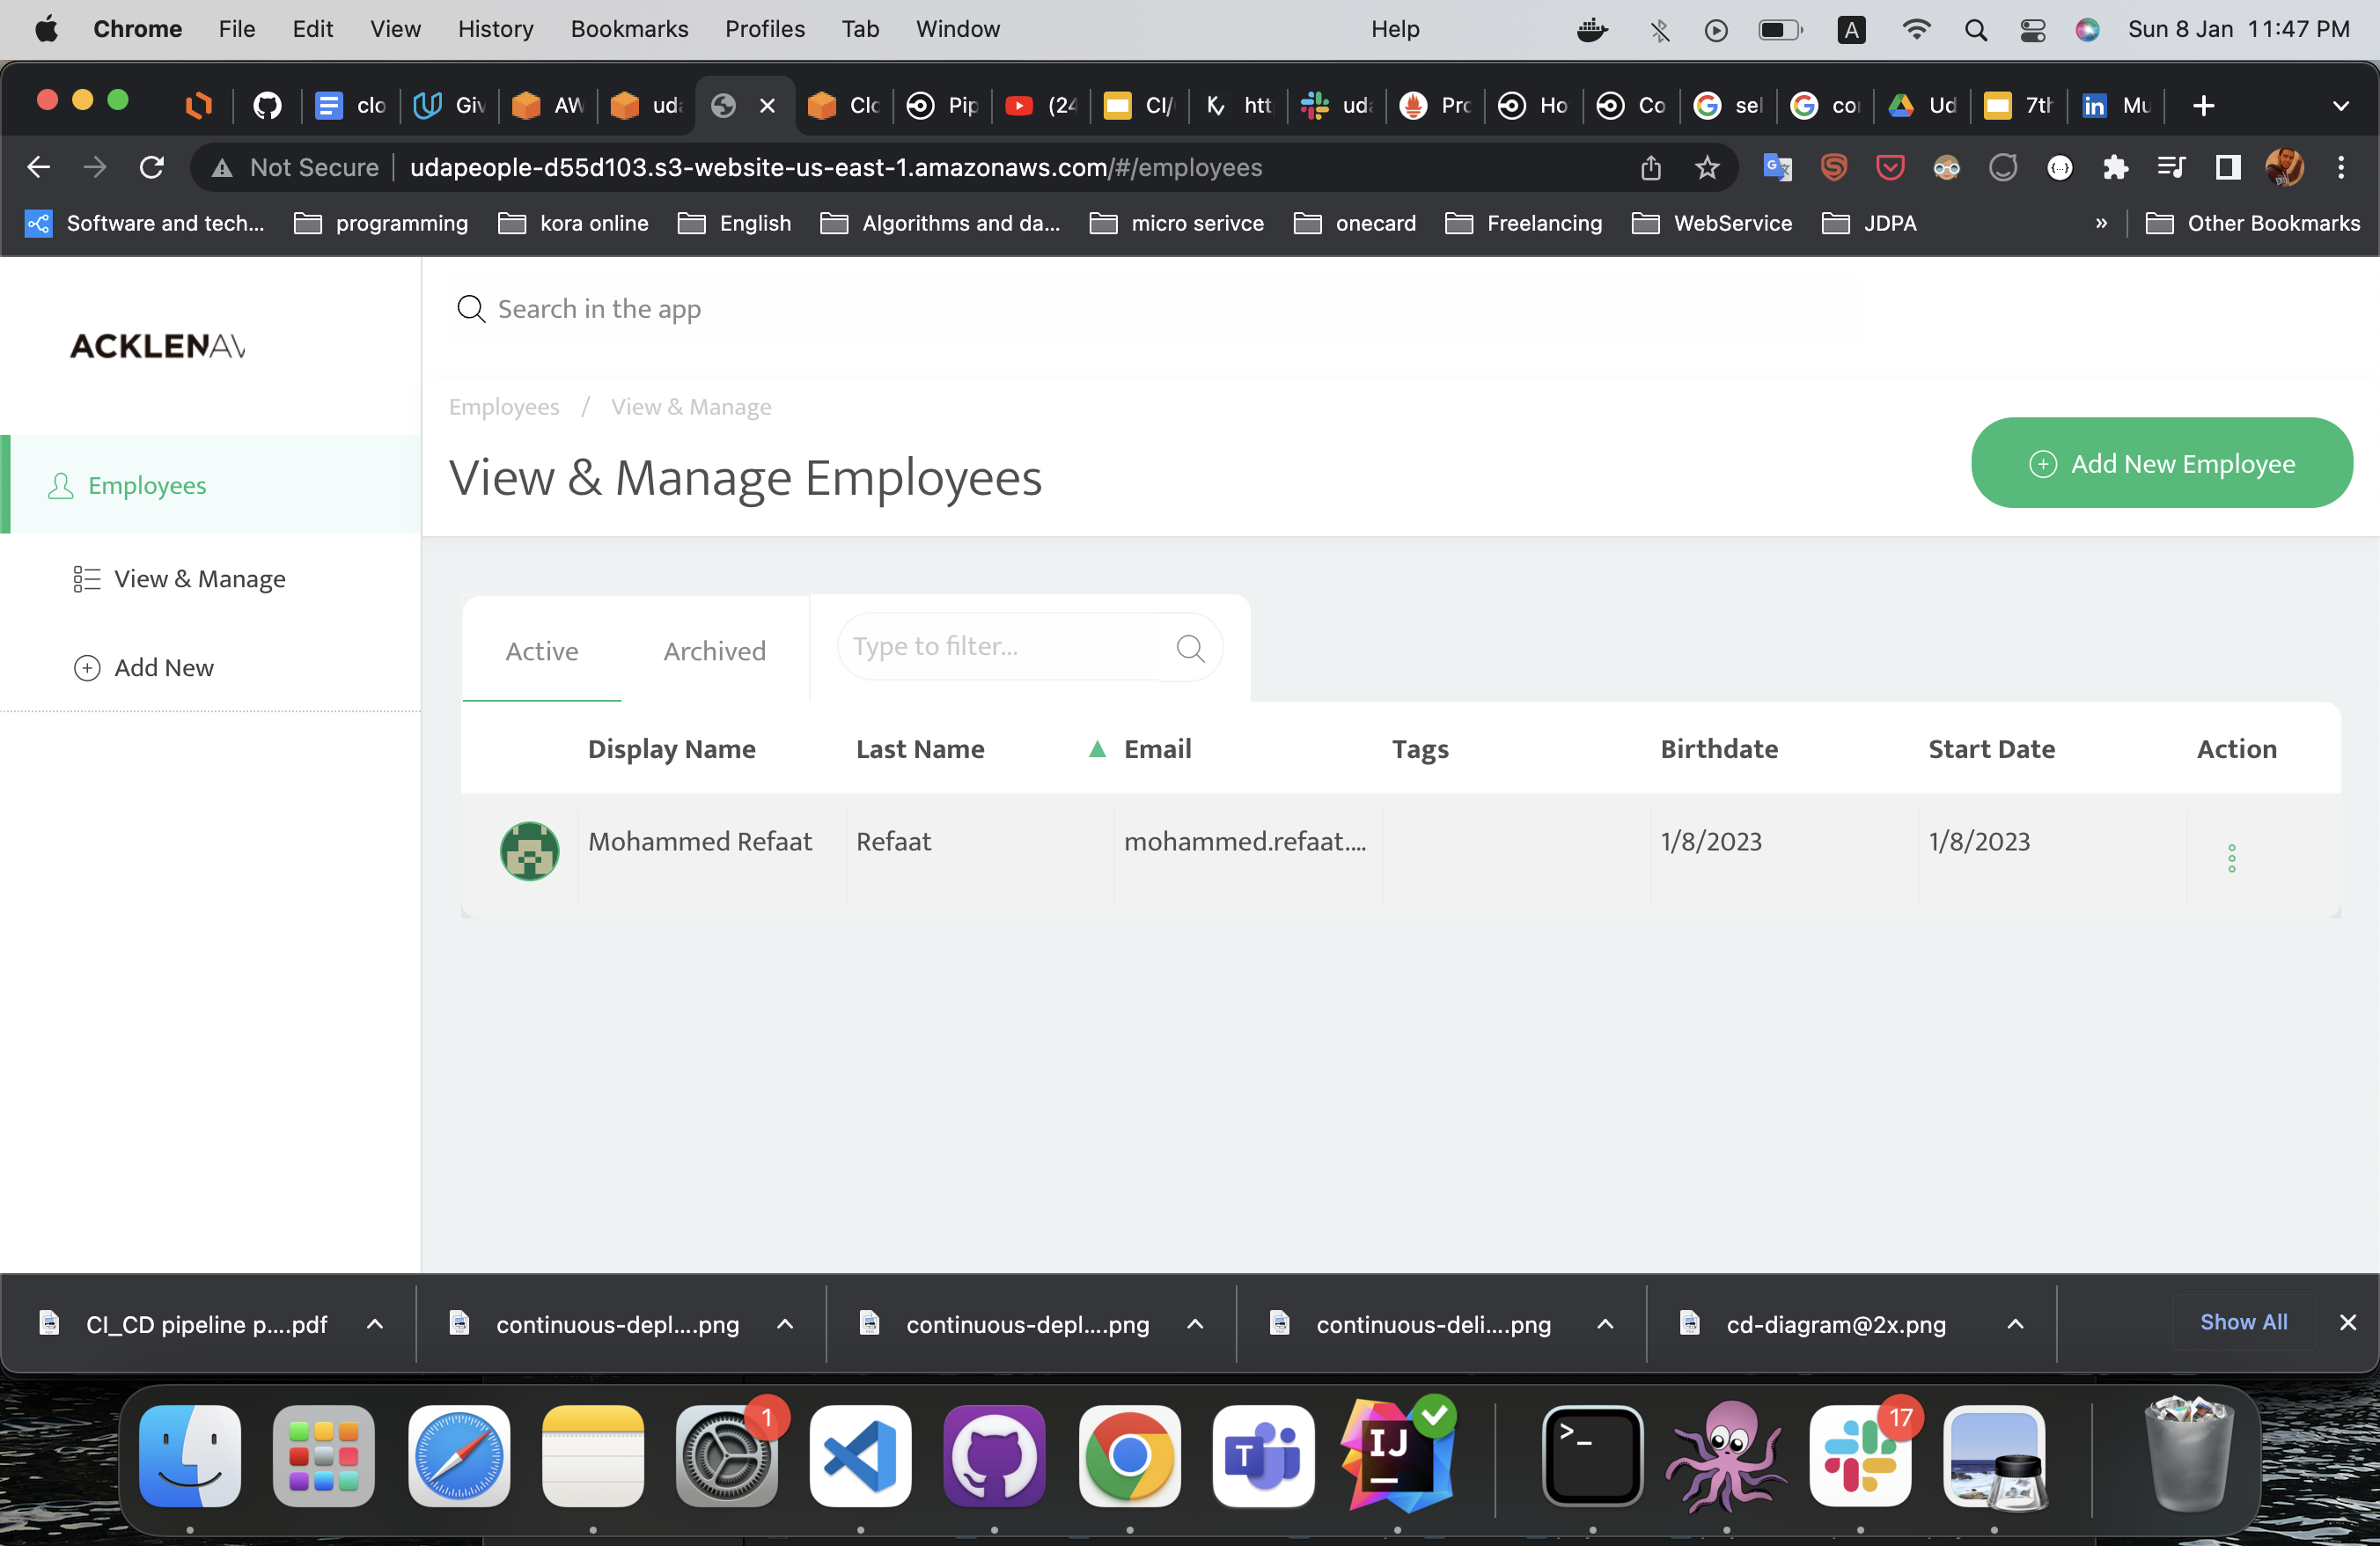 Chrome File Edit View History Bookmarks Profiles Tab Window Help A Sun 8 Jan 11:47 PM
clo Giv AW uda Clo Pip (24 CI/ htt uda Pro Ho Co sel co Ud 7th in Mu
Not Secure udapeople-d55d103.s3-website-us-east-1.amazonaws.com/#/employees
Software and tech... programming kora online English Algorithms and da... micro serivce onecard Freelancing WebService JDPA » Other Bookmarks
Search in the app
ACKLENAV
Employees / View & Manage
View & Manage Employees
Add New Employee
Employees
View & Manage
Add New
Active Archived Type to filter...
Display Name Last Name Email Tags Birthdate Start Date Action
Mohammed Refaat Refaat mohammed.refaat.... 1/8/2023 1/8/2023
CI_CD pipeline p....pdf continuous-depl....png continuous-depl....png continuous-deli....png cd-diagram@2x.png Show All
1 T IJ >_ 17